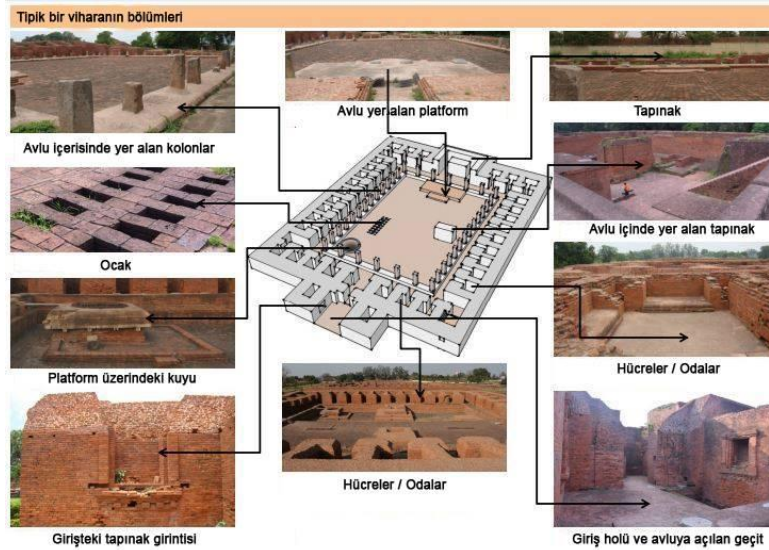 Tipik bir viharanın bölümleri
Avlu içerisinde yer alan kolonlar
Avlu yer alan platform
Tapınak
Ocak
Avlu içinde yer alan tapınak
Platform üzerindeki kuyu
Hücreler / Odalar
Girişteki tapınak girintisi
Hücreler / Odalar
Giriş holü ve avluya açılan geçit